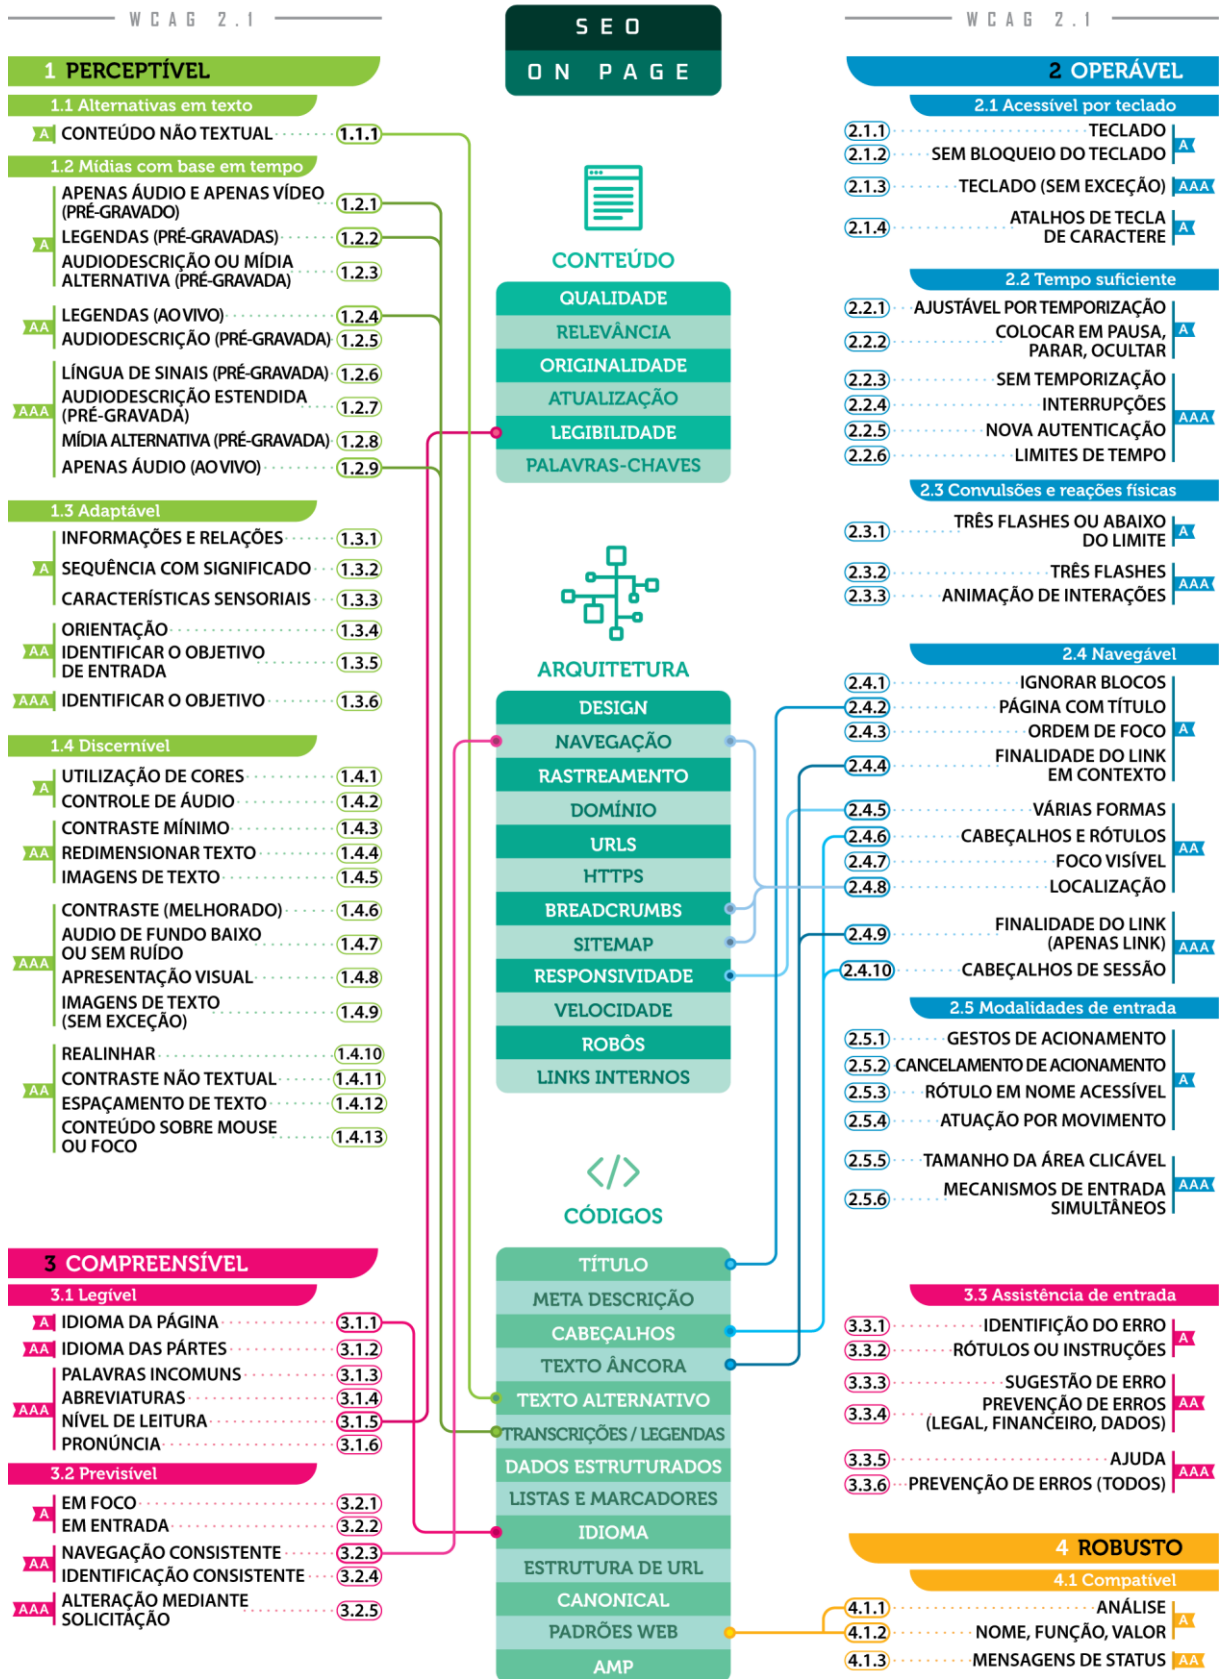 WCAG 2.1
1 PERCEPTÍVEL
1.1 Alternativas em texto
A
CONTEÚDO NÃO TEXTUAL 1.1.1
1.2 Mídias com base em tempo
A
APENAS ÁUDIO E APENAS VÍDEO
(PRÉ-GRAVADO) 1.2.1
LEGENDAS (PRÉ-GRAVADAS) 1.2.2
AUDIODESCRIÇÃO OU MÍDIA
ALTERNATIVA (PRÉ-GRAVADA) 1.2.3
AA
LEGENDAS (AO VIVO) 1.2.4
AUDIODESCRIÇÃO (PRÉ-GRAVADA) 1.2.5
AAA
LÍNGUA DE SINAIS (PRÉ-GRAVADA) 1.2.6
AUDIODESCRIÇÃO ESTENDIDA
(PRÉ-GRAVADA) 1.2.7
MÍDIA ALTERNATIVA (PRÉ-GRAVADA) 1.2.8
APENAS ÁUDIO (AO VIVO) 1.2.9
1.3 Adaptável
A
INFORMAÇÕES E RELAÇÕES 1.3.1
SEQUÊNCIA COM SIGNIFICADO 1.3.2
CARACTERÍSTICAS SENSORIAIS 1.3.3
AA
ORIENTAÇÃO 1.3.4
IDENTIFICAR O OBJETIVO
DE ENTRADA 1.3.5
AAA
IDENTIFICAR O OBJETIVO 1.3.6
1.4 Discernível
A
UTILIZAÇÃO DE CORES 1.4.1
CONTROLE DE ÁUDIO 1.4.2
AA
CONTRASTE MÍNIMO 1.4.3
REDIMENSIONAR TEXTO 1.4.4
IMAGENS DE TEXTO 1.4.5
AAA
CONTRASTE (MELHORADO) 1.4.6
AUDIO DE FUNDO BAIXO
OU SEM RUÍDO 1.4.7
APRESENTAÇÃO VISUAL 1.4.8
IMAGENS DE TEXTO
(SEM EXCEÇÃO) 1.4.9
AA
REALINHAR 1.4.10
CONTRASTE NÃO TEXTUAL 1.4.11
ESPAÇAMENTO DE TEXTO 1.4.12
CONTEÚDO SOBRE MOUSE
OU FOCO 1.4.13
3 COMPREENSÍVEL
3.1 Legível
A
IDIOMA DA PÁGINA 3.1.1
AA
IDIOMA DAS PÁRTES 3.1.2
AAA
PALAVRAS INCOMUNS 3.1.3
ABREVIATURAS 3.1.4
NÍVEL DE LEITURA 3.1.5
PRONÚNCIA 3.1.6
3.2 Previsível
A
EM FOCO 3.2.1
EM ENTRADA 3.2.2
AA
NAVEGAÇÃO CONSISTENTE 3.2.3
IDENTIFICAÇÃO CONSISTENTE 3.2.4
AAA
ALTERAÇÃO MEDIANTE
SOLICITAÇÃO 3.2.5
SEO
ON PAGE
CONTEÚDO
QUALIDADE
RELEVÂNCIA
ORIGINALIDADE
ATUALIZAÇÃO
LEGIBILIDADE
PALAVRAS-CHAVES
ARQUITETURA
DESIGN
NAVEGAÇÃO
RASTREAMENTO
DOMÍNIO
URLS
HTTPS
BREADCRUMBS
SITEMAP
RESPONSIVIDADE
VELOCIDADE
ROBÔS
LINKS INTERNOS
</>
CÓDIGOS
TÍTULO
META DESCRIÇÃO
CABEÇALHOS
TEXTO ÂNCORA
TEXTO ALTERNATIVO
TRANSCRIÇÕES / LEGENDAS
DADOS ESTRUTURADOS
LISTAS E MARCADORES
IDIOMA
ESTRUTURA DE URL
CANONICAL
PADRÕES WEB
AMP
WCAG 2.1
2 OPERÁVEL
2.1 Acessível por teclado
2.1.1 TECLADO
2.1.2 SEM BLOQUEIO DO TECLADO
A
2.1.3 TECLADO (SEM EXCEÇÃO)
AAA
2.1.4 ATALHOS DE TECLA
DE CARACTERE
A
2.2 Tempo suficiente
2.2.1 AJUSTÁVEL POR TEMPORIZAÇÃO
2.2.2 COLOCAR EM PAUSA,
PARAR, OCULTAR
A
2.2.3 SEM TEMPORIZAÇÃO
2.2.4 INTERRUPÇÕES
2.2.5 NOVA AUTENTICAÇÃO
2.2.6 LIMITES DE TEMPO
AAA
2.3 Convulsões e reações físicas
2.3.1 TRÊS FLASHES OU ABAIXO
DO LIMITE
A
2.3.2 TRÊS FLASHES
2.3.3 ANIMAÇÃO DE INTERAÇÕES
AAA
2.4 Navegável
2.4.1 IGNORAR BLOCOS
2.4.2 PÁGINA COM TÍTULO
2.4.3 ORDEM DE FOCO
2.4.4 FINALIDADE DO LINK
EM CONTEXTO
A
2.4.5 VÁRIAS FORMAS
2.4.6 CABEÇALHOS E RÓTULOS
2.4.7 FOCO VISÍVEL
2.4.8 LOCALIZAÇÃO
AA
2.4.9 FINALIDADE DO LINK
(APENAS LINK)
2.4.10 CABEÇALHOS DE SESSÃO
AAA
2.5 Modalidades de entrada
2.5.1 GESTOS DE ACIONAMENTO
2.5.2 CANCELAMENTO DE ACIONAMENTO
2.5.3 RÓTULO EM NOME ACESSÍVEL
2.5.4 ATUAÇÃO POR MOVIMENTO
A
2.5.5 TAMANHO DA ÁREA CLICÁVEL
2.5.6 MECANISMOS DE ENTRADA
SIMULTÂNEOS
AAA
3.3 Assistência de entrada
3.3.1 IDENTIFIÇÃO DO ERRO
3.3.2 RÓTULOS OU INSTRUÇÕES
A
3.3.3 SUGESTÃO DE ERRO
3.3.4 PREVENÇÃO DE ERROS
(LEGAL, FINANCEIRO, DADOS)
AA
3.3.5 AJUDA
3.3.6 PREVENÇÃO DE ERROS (TODOS)
AAA
4 ROBUSTO
4.1 Compatível
4.1.1 ANÁLISE
4.1.2 NOME, FUNÇÃO, VALOR
A
4.1.3 MENSAGENS DE STATUS
AA